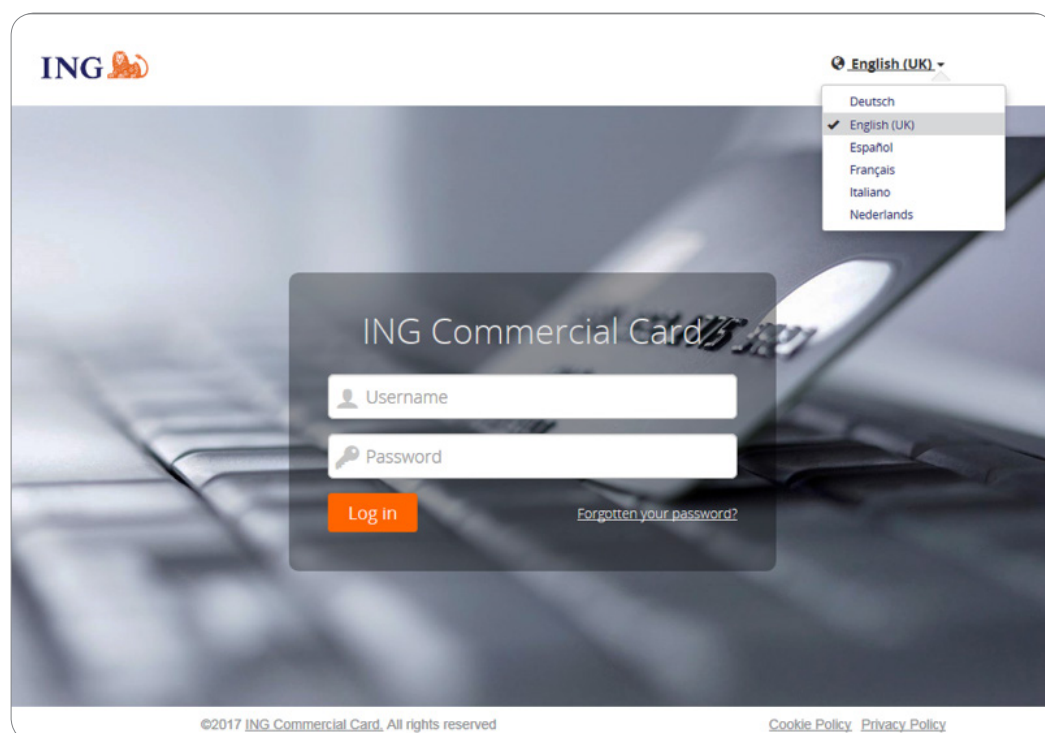 ING
English (UK)
Deutsch
English (UK)
Español
Français
Italiano
Nederlands
ING Commercial Card
Username
Password
Log in
Forgotten your password?
©2017 ING Commercial Card. All rights reserved
Cookie Policy Privacy Policy